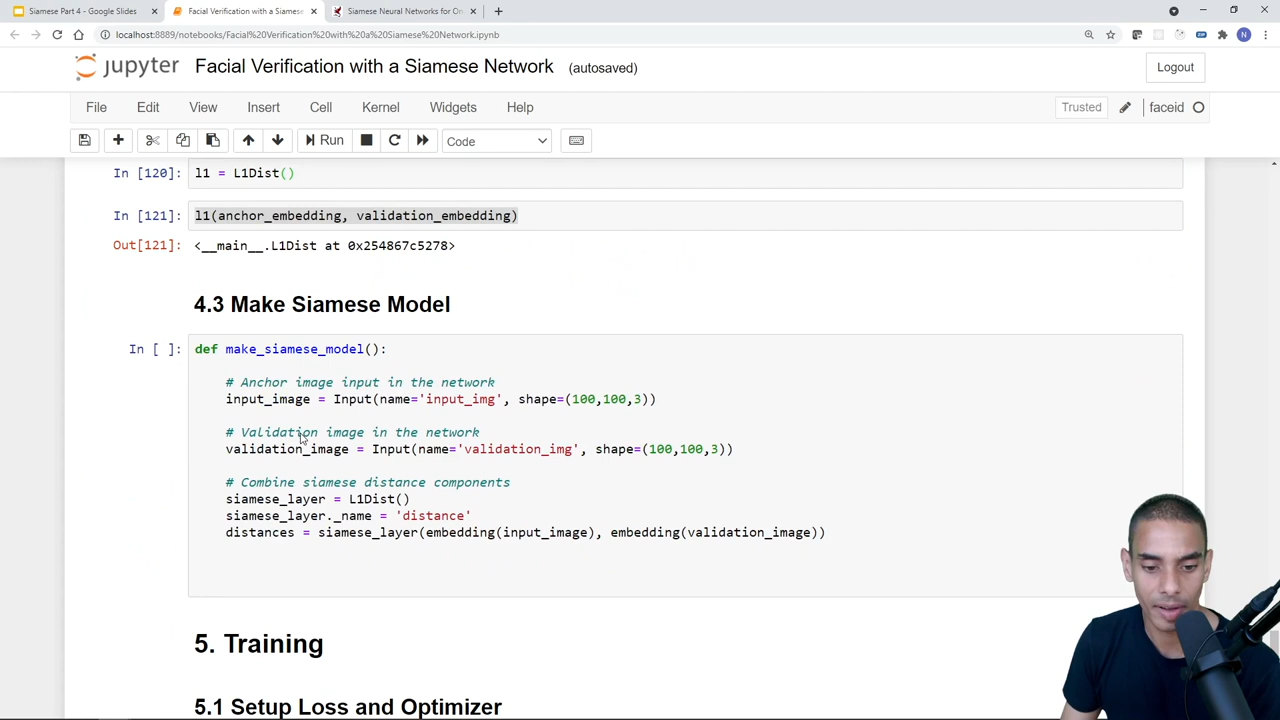 Siamese Part 4 - Google Slides
Facial Verification with a Siamese
Siamese Neural Networks for On
localhost:8889/notebooks/Facial%20Verification%20with%20a%20Siamese%20Network.ipynb
N
jupyter Facial Verification with a Siamese Network (autosaved)
Logout
File Edit View Insert Cell Kernel Widgets Help
Trusted
faceid
Run
Code
In [120]: l1 = L1Dist()
In [121]: l1(anchor_embedding, validation_embedding)
Out[121]: <__main__.L1Dist at 0x254867c5278>
4.3 Make Siamese Model
In [ ]: def make_siamese_model():
# Anchor image input in the network
input_image = Input(name='input_img', shape=(100,100,3))
# Validation image in the network
validation_image = Input(name='validation_img', shape=(100,100,3))
# Combine siamese distance components
siamese_layer = L1Dist()
siamese_layer._name = 'distance'
distances = siamese_layer(embedding(input_image), embedding(validation_image))
5. Training
5.1 Setup Loss and Optimizer